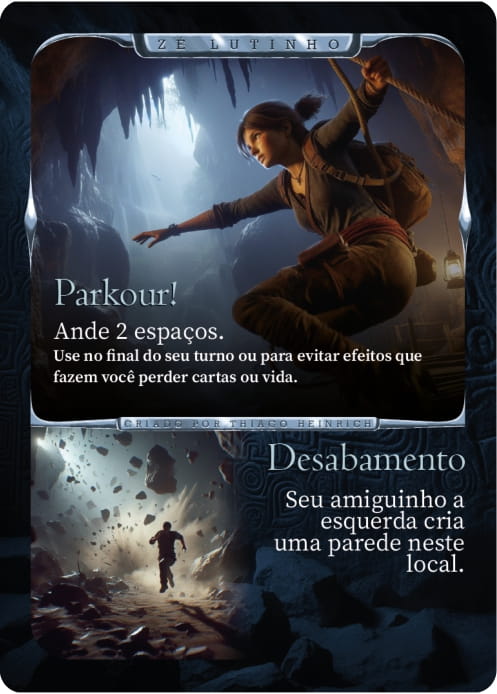 ZÉ LUTINHO
Parkour!
Ande 2 espaços.
Use no final do seu turno ou para evitar efeitos que
fazem você perder cartas ou vida.
CRIADO POR THIAGO HEINRICH
Desabamento
Seu amiguinho a
esquerda cria
uma parede neste
local.